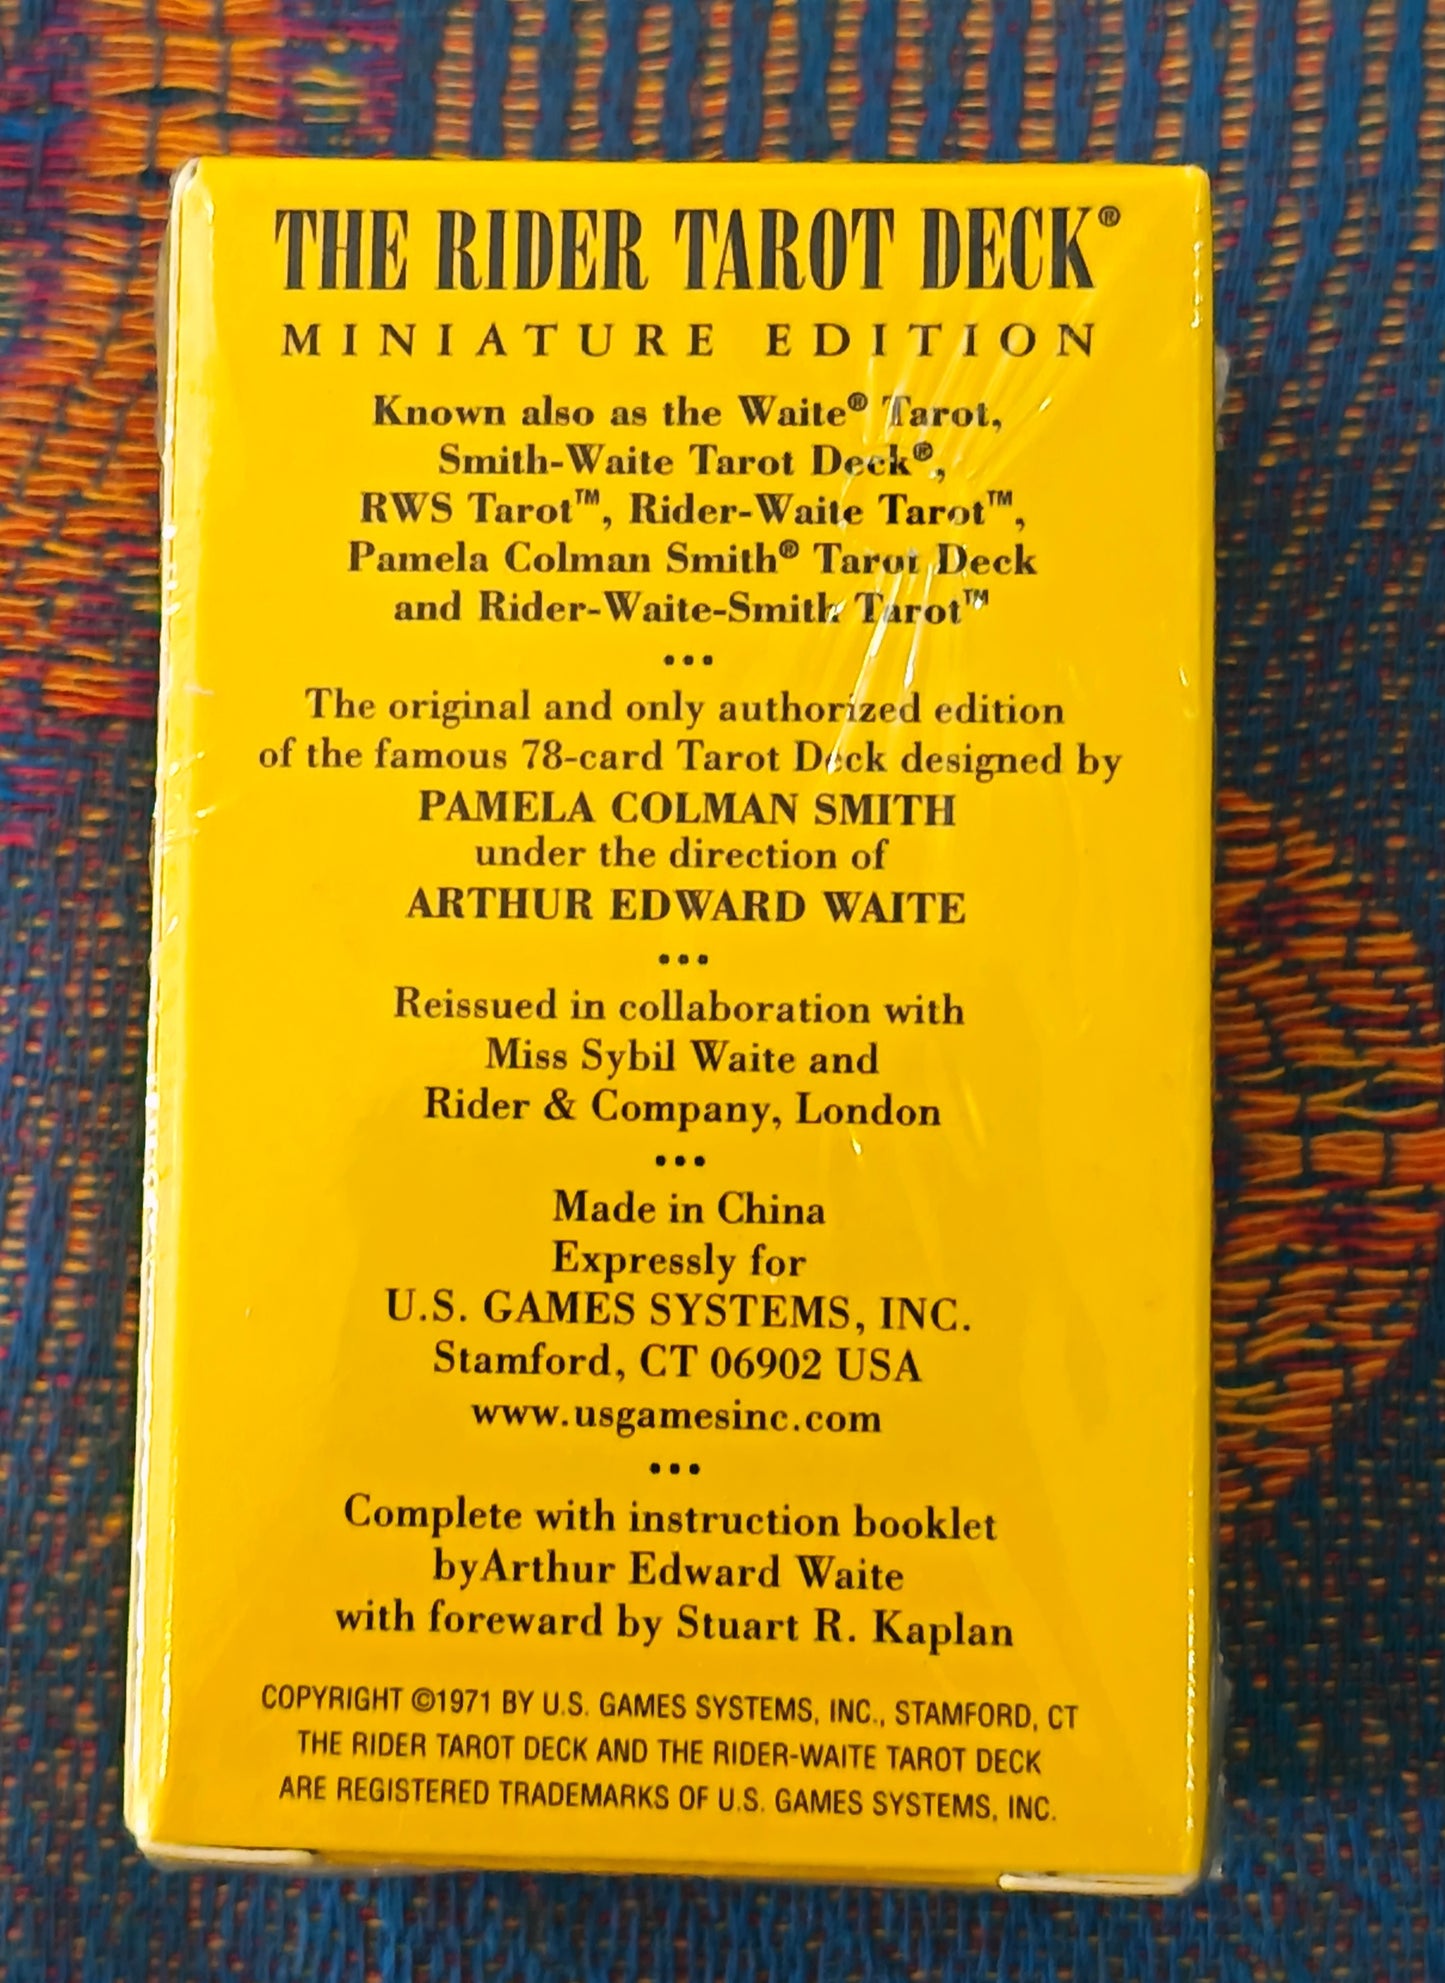 THE RIDER TAROT DECK®
MINIATURE EDITION
Known also as the Waite® Tarot,
Smith-Waite Tarot Deck®,
RWS Tarot™, Rider-Waite Tarot™,
Pamela Colman Smith® Tarot Deck
and Rider-Waite-Smith Tarot™
•••
The original and only authorized edition
of the famous 78-card Tarot Deck designed by
PAMELA COLMAN SMITH
under the direction of
ARTHUR EDWARD WAITE
•••
Reissued in collaboration with
Miss Sybil Waite and
Rider & Company, London
•••
Made in China
Expressly for
U.S. GAMES SYSTEMS, INC.
Stamford, CT 06902 USA
www.usgamesinc.com
•••
Complete with instruction booklet
byArthur Edward Waite
with foreward by Stuart R. Kaplan
COPYRIGHT ©1971 BY U.S. GAMES SYSTEMS, INC., STAMFORD, CT
THE RIDER TAROT DECK AND THE RIDER-WAITE TAROT DECK
ARE REGISTERED TRADEMARKS OF U.S. GAMES SYSTEMS, INC.